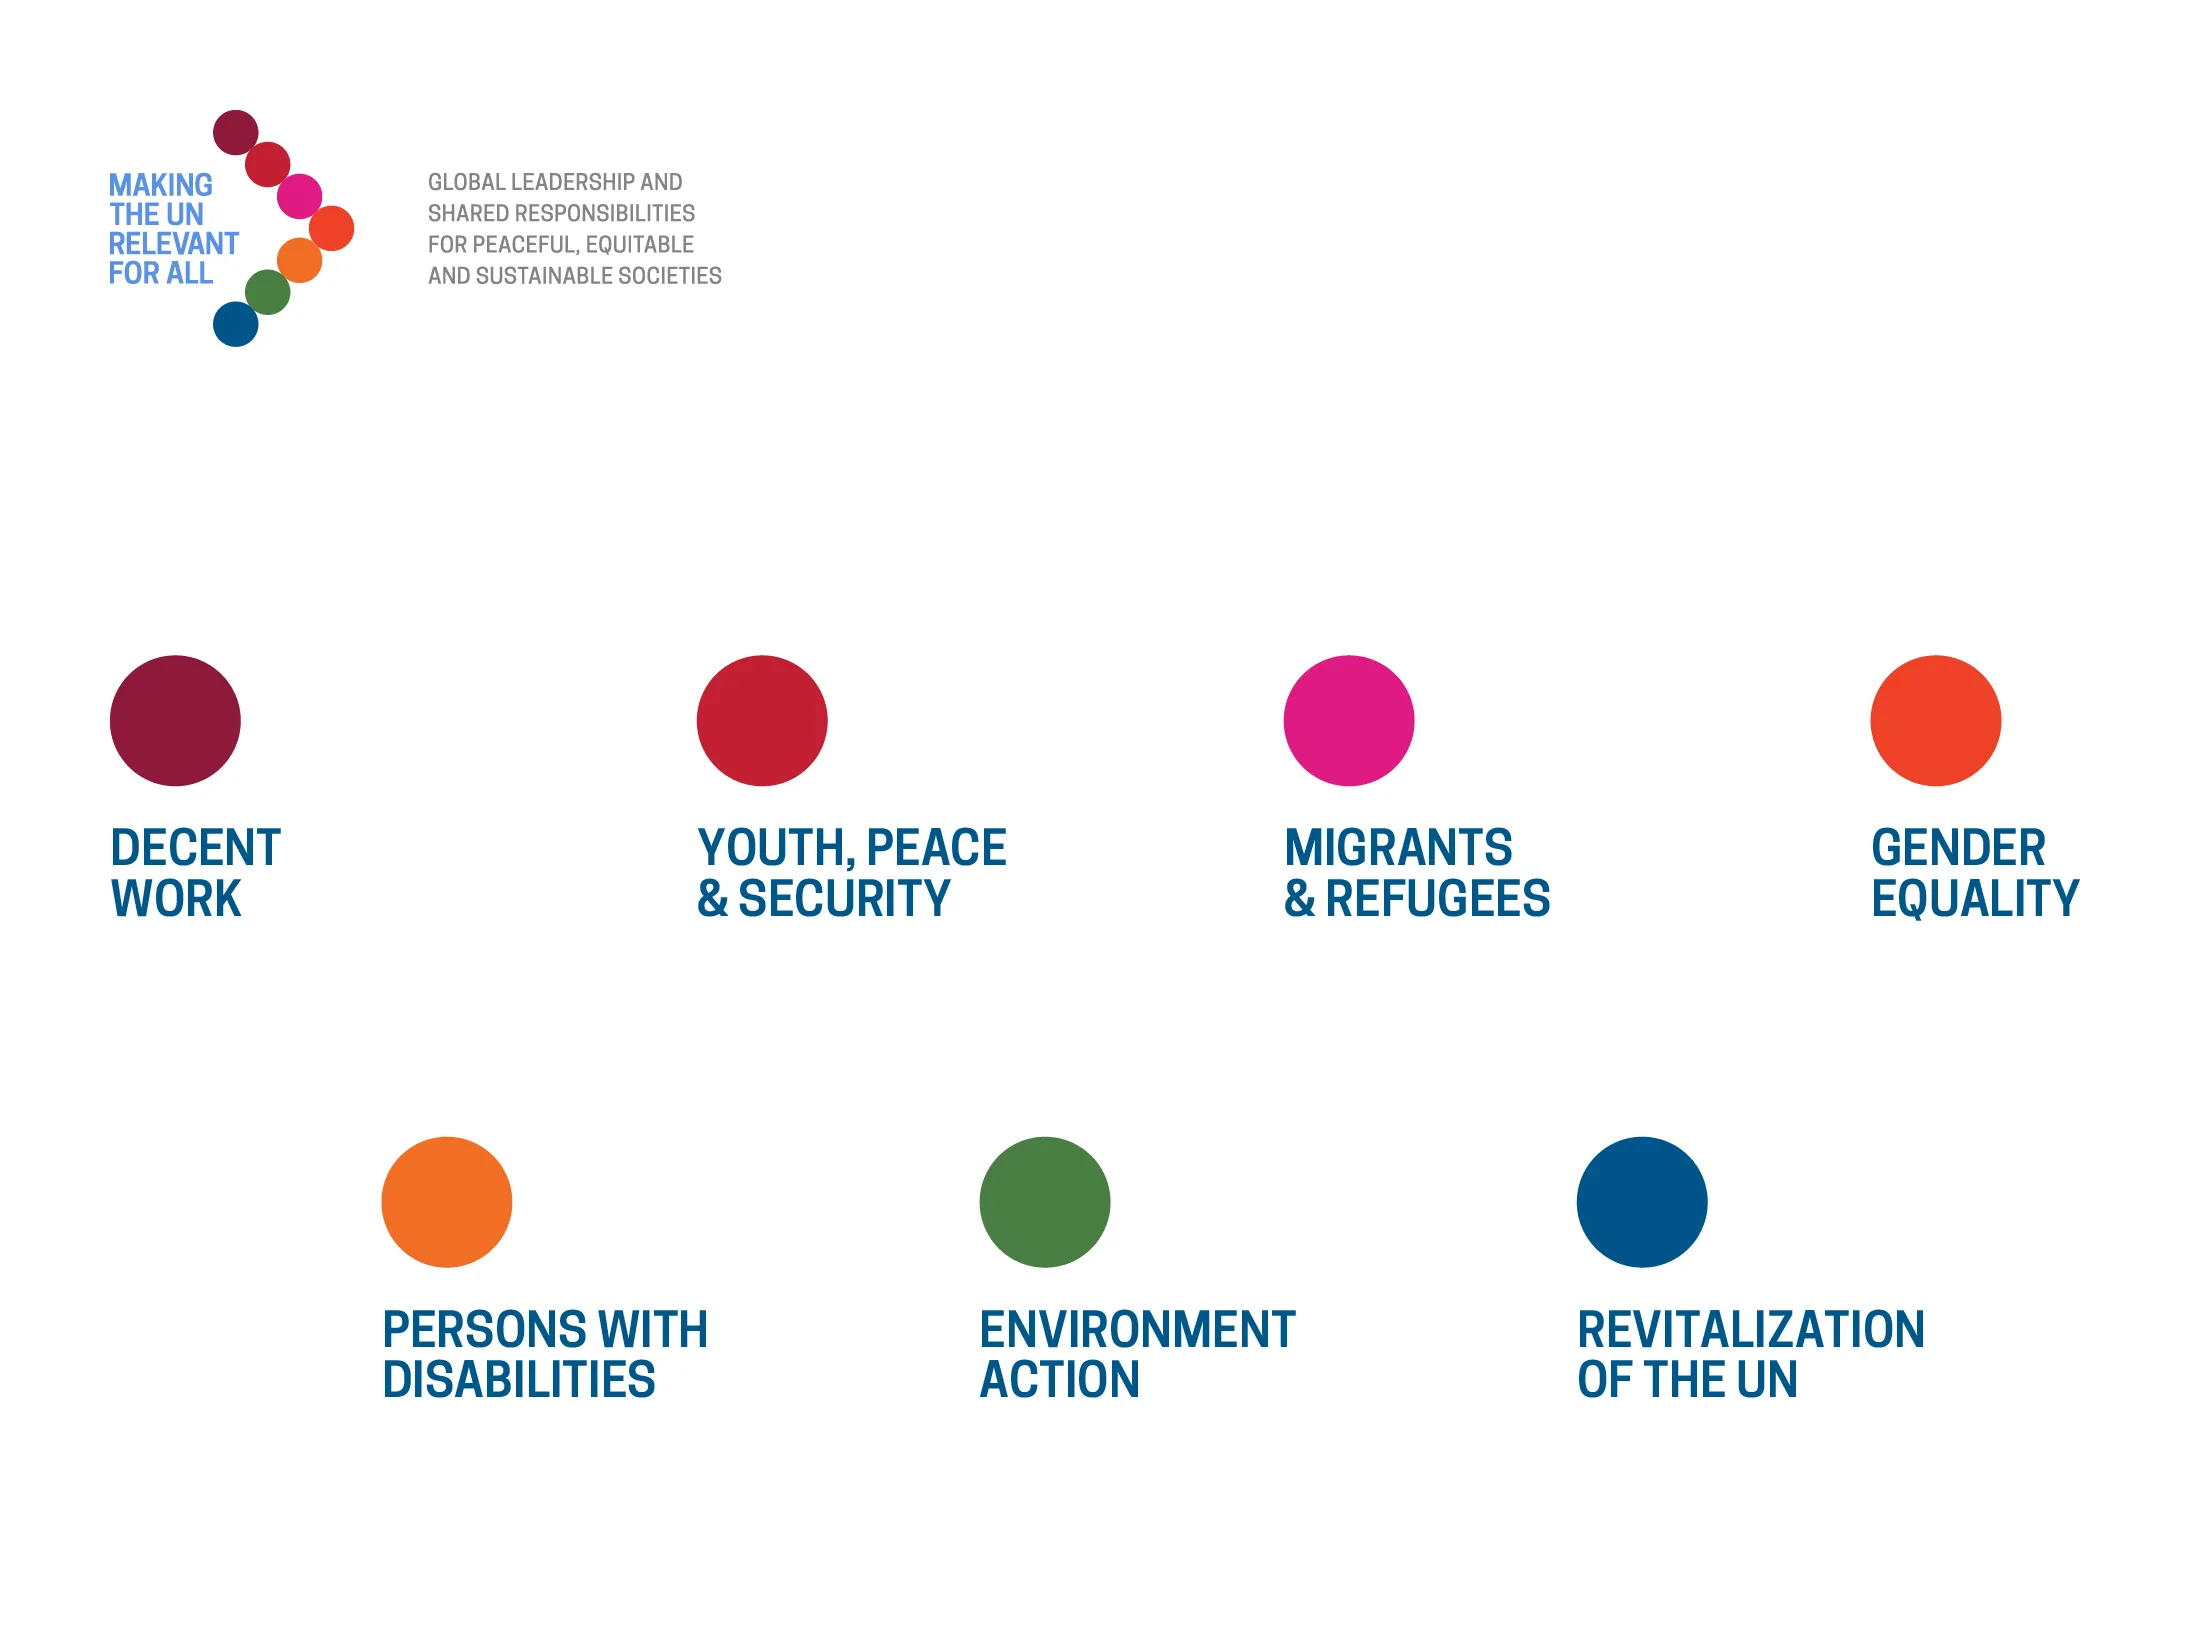 MAKING
THE UN
RELEVANT
FOR ALL
GLOBAL LEADERSHIP AND
SHARED RESPONSIBILITIES
FOR PEACEFUL, EQUITABLE
AND SUSTAINABLE SOCIETIES
DECENT
WORK
YOUTH, PEACE
& SECURITY
MIGRANTS
& REFUGEES
GENDER
EQUALITY
PERSONS WITH
DISABILITIES
ENVIRONMENT
ACTION
REVITALIZATION
OF THE UN